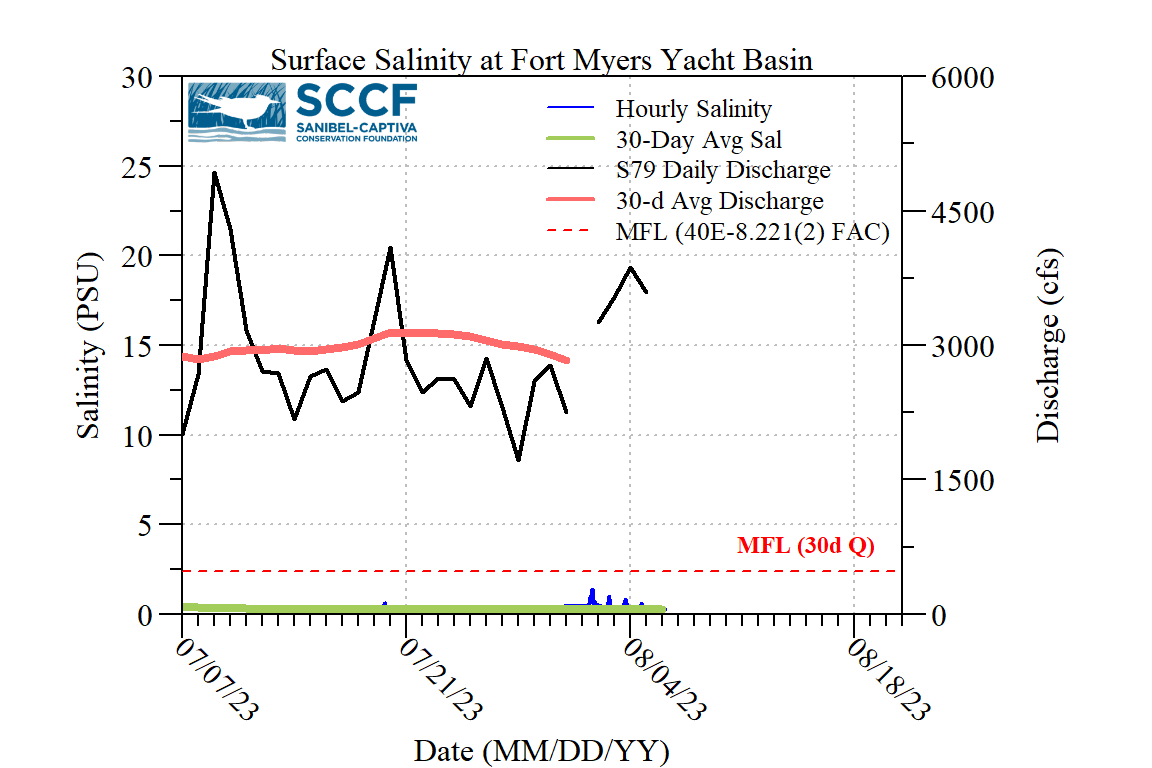 Surface Salinity at Fort Myers Yacht Basin
SCCF
SANIBEL-CAPTIVA
CONSERVATION FOUNDATION
Hourly Salinity
30-Day Avg Sal
S79 Daily Discharge
30-d Avg Discharge
MFL (40E-8.221(2) FAC)
30
25
20
15
10
5
0
Salinity (PSU)
6000
4500
3000
1500
0
Discharge (cfs)
MFL (30d Q)
07/07/23
07/21/23
08/04/23
08/18/23
Date (MM/DD/YY)